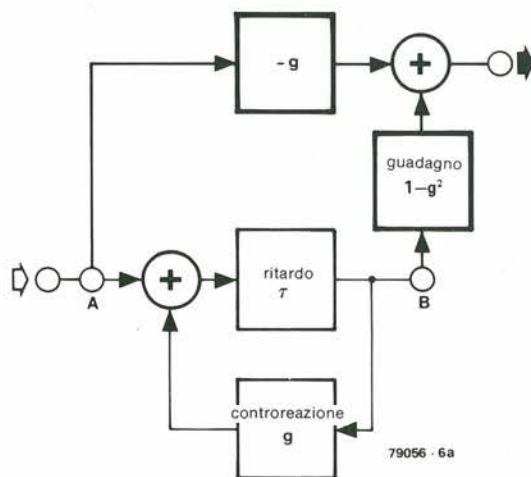 - g
+
guadagno
1-g²
A
+
ritardo
τ
B
controreazione
g
79056 - 6a